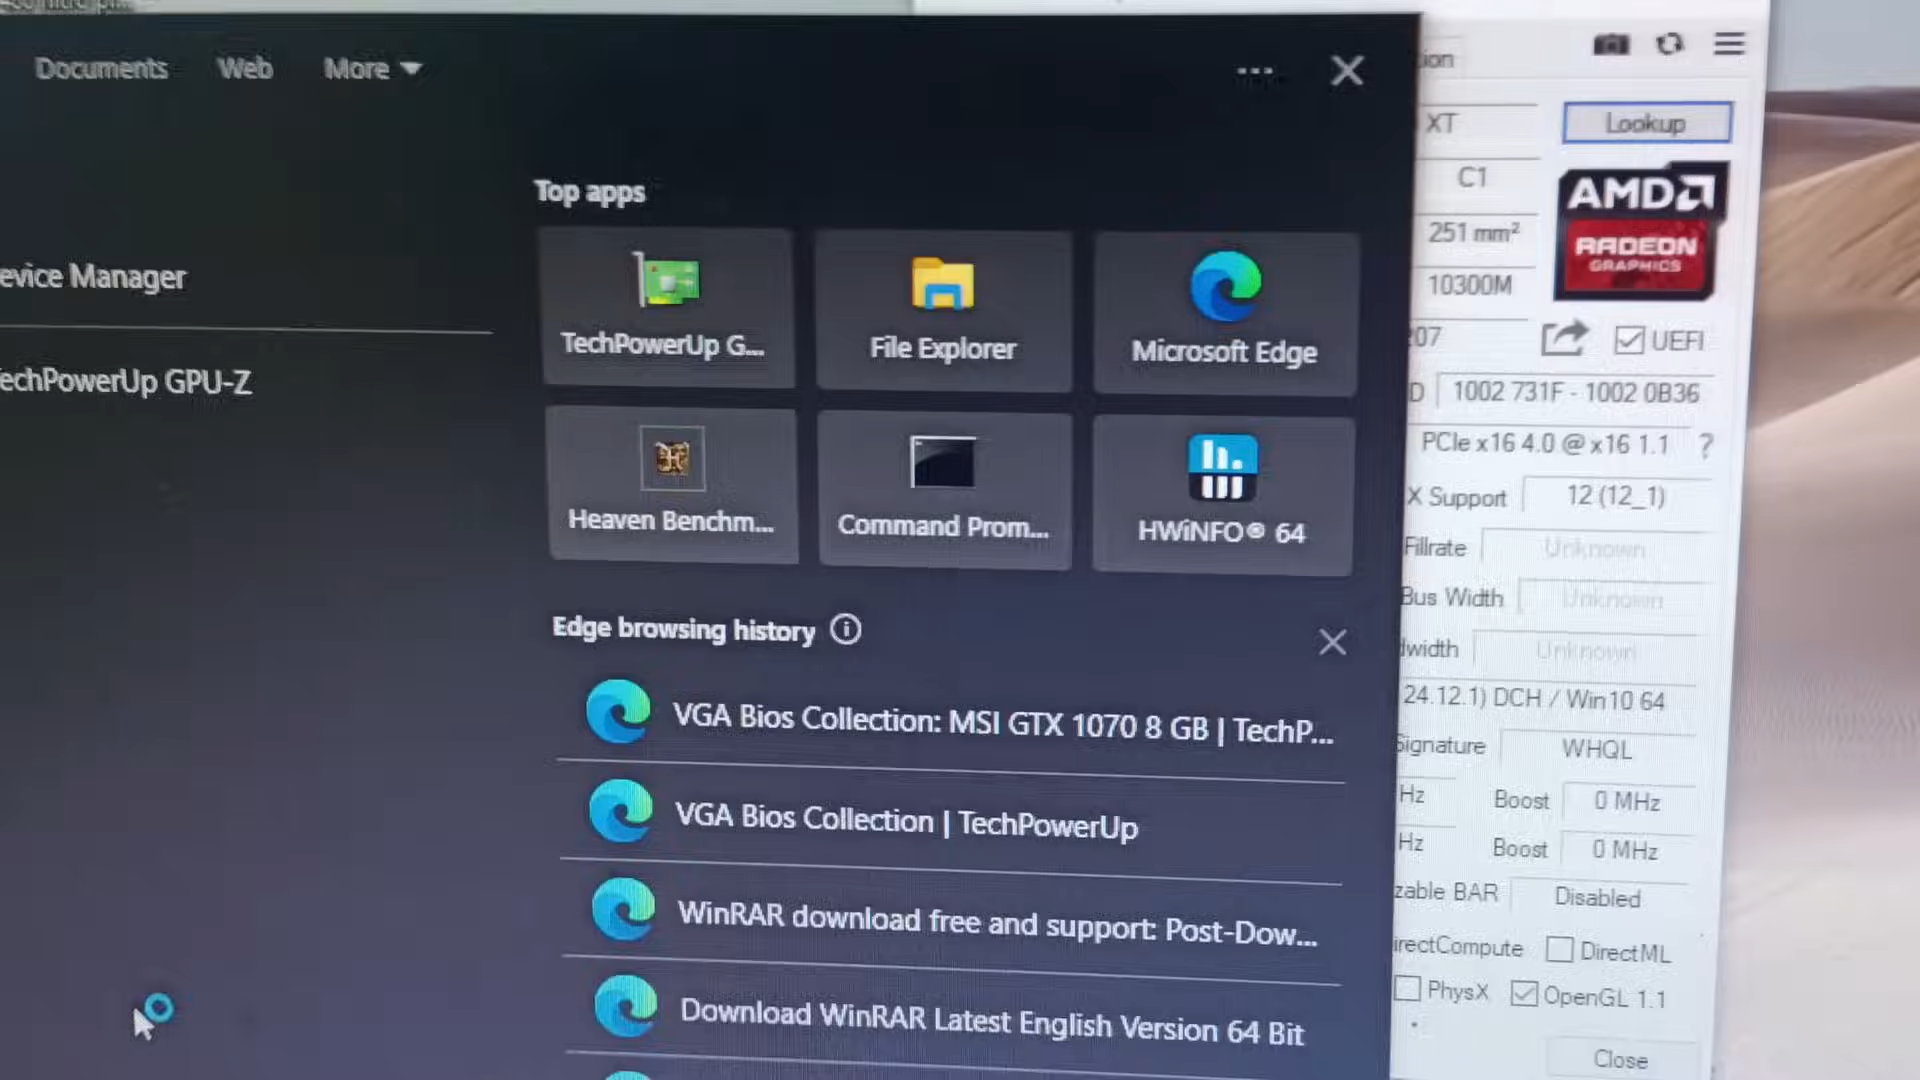 Documents Web More
Top apps
evice Manager
TechPowerUp G...
File Explorer
Microsoft Edge
echPowerUp GPU-Z
Heaven Benchm...
Command Prom...
HWiNFO® 64
Edge browsing history
VGA Bios Collection: MSI GTX 1070 8 GB | TechP...
VGA Bios Collection | TechPowerUp
WinRAR download free and support: Post-Dow...
Download WinRAR Latest English Version 64 Bit
ion
XT
Lookup
C1
AMD
RADEON
GRAPHICS
251 mm²
10300M
207
UEFI
D 1002 731F - 1002 0B36
PCIe x16 4.0 @ x16 1.1 ?
X Support 12 (12_1)
Fillrate Unknown
Bus Width Unknown
dwidth Unknown
24.12.1) DCH / Win10 64
Signature WHQL
Hz Boost 0 MHz
Hz Boost 0 MHz
zable BAR Disabled
irectCompute DirectML
PhysX OpenGL 1.1
Close